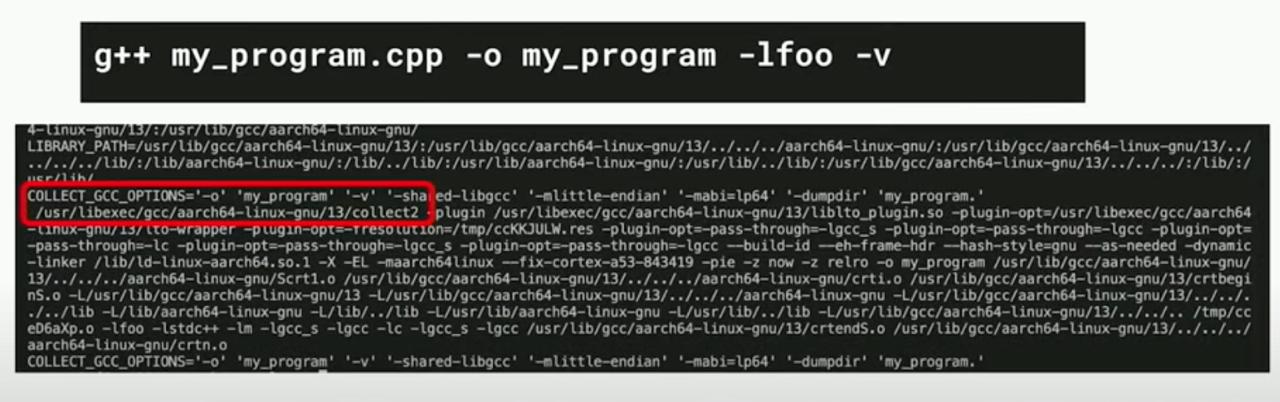 g++ my_program.cpp -o my_program -lfoo -v
4-linux-gnu/13/:/usr/lib/gcc/aarch64-linux-gnu/
LIBRARY_PATH=/usr/lib/gcc/aarch64-linux-gnu/13/:/usr/lib/gcc/aarch64-linux-gnu/13/../../../aarch64-linux-gnu/:/usr/lib/gcc/aarch64-linux-gnu/13/../
../../../lib/:/lib/aarch64-linux-gnu/:/lib/../lib/:/usr/lib/aarch64-linux-gnu/:/usr/lib/../lib/:/usr/lib/gcc/aarch64-linux-gnu/13/../../../:/lib/:/
usr/lib/
COLLECT_GCC_OPTIONS='-o' 'my_program' '-v' '-shared-libgcc' '-mlittle-endian' '-mabi=lp64' '-dumpdir' 'my_program.'
/usr/libexec/gcc/aarch64-linux-gnu/13/collect2 -plugin /usr/libexec/gcc/aarch64-linux-gnu/13/liblto_plugin.so -plugin-opt=/usr/libexec/gcc/aarch64
-linux-gnu/13/lto-wrapper -plugin-opt=-fresolution=/tmp/ccKKJULW.res -plugin-opt=-pass-through=-lgcc_s -plugin-opt=-pass-through=-lgcc -plugin-opt=
-pass-through=-lc -plugin-opt=-pass-through=-lgcc_s -plugin-opt=-pass-through=-lgcc --build-id --eh-frame-hdr --hash-style=gnu --as-needed -dynamic
-linker /lib/ld-linux-aarch64.so.1 -X -EL -maarch64linux --fix-cortex-a53-843419 -pie -z now -z relro -o my_program /usr/lib/gcc/aarch64-linux-gnu/
13/../../../aarch64-linux-gnu/Scrt1.o /usr/lib/gcc/aarch64-linux-gnu/13/../../../aarch64-linux-gnu/crti.o /usr/lib/gcc/aarch64-linux-gnu/13/crtbegi
nS.o -L/usr/lib/gcc/aarch64-linux-gnu/13 -L/usr/lib/gcc/aarch64-linux-gnu/13/../../../aarch64-linux-gnu -L/usr/lib/gcc/aarch64-linux-gnu/13/../../.
./../lib -L/lib/aarch64-linux-gnu -L/lib/../lib -L/usr/lib/aarch64-linux-gnu -L/usr/lib/../lib -L/usr/lib/gcc/aarch64-linux-gnu/13/../../.. /tmp/cc
eD6aXp.o -lfoo -lstdc++ -lm -lgcc_s -lgcc -lc -lgcc_s -lgcc /usr/lib/gcc/aarch64-linux-gnu/13/crtendS.o /usr/lib/gcc/aarch64-linux-gnu/13/../../../
aarch64-linux-gnu/crtn.o
COLLECT_GCC_OPTIONS='-o' 'my_program' '-v' '-shared-libgcc' '-mlittle-endian' '-mabi=lp64' '-dumpdir' 'my_program.'